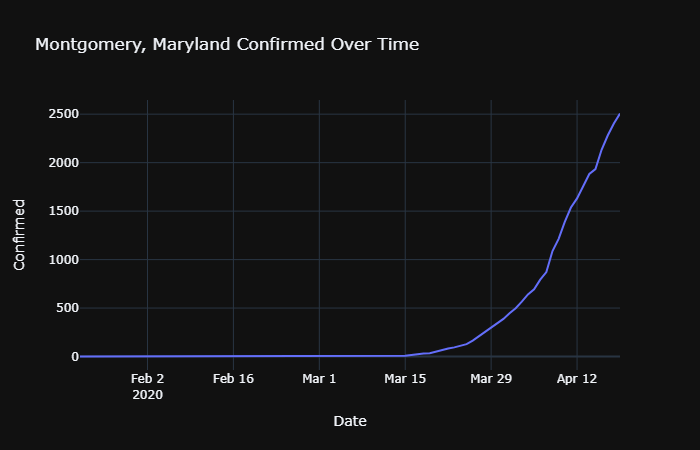 Montgomery, Maryland Confirmed Over Time
Confirmed
2500
2000
1500
1000
500
0
Feb 2 Feb 16 Mar 1 Mar 15 Mar 29 Apr 12
2020
Date